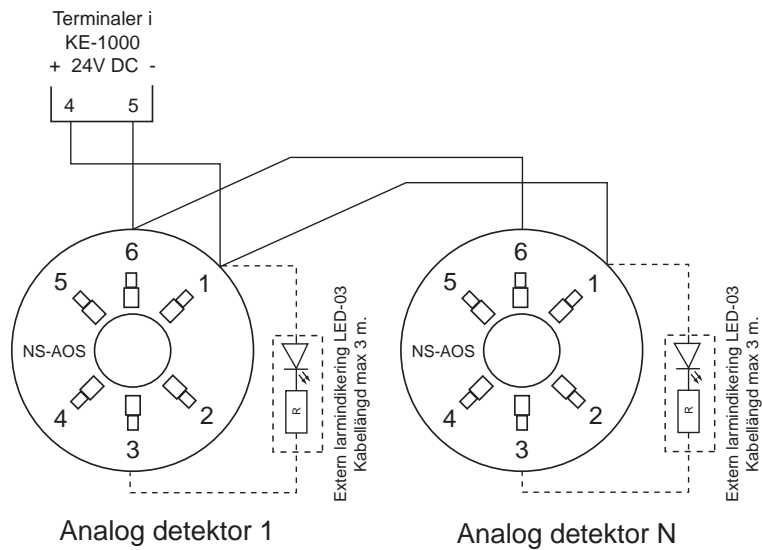 Terminaler i
KE-1000
+ 24V DC -
4 5
6
5 1
NS-AOS
4 2
3
R
Extern larmindikering LED-03
Kabellängd max 3 m.
Analog detektor 1
6
5 1
NS-AOS
4 2
3
R
Extern larmindikering LED-03
Kabellängd max 3 m.
Analog detektor N